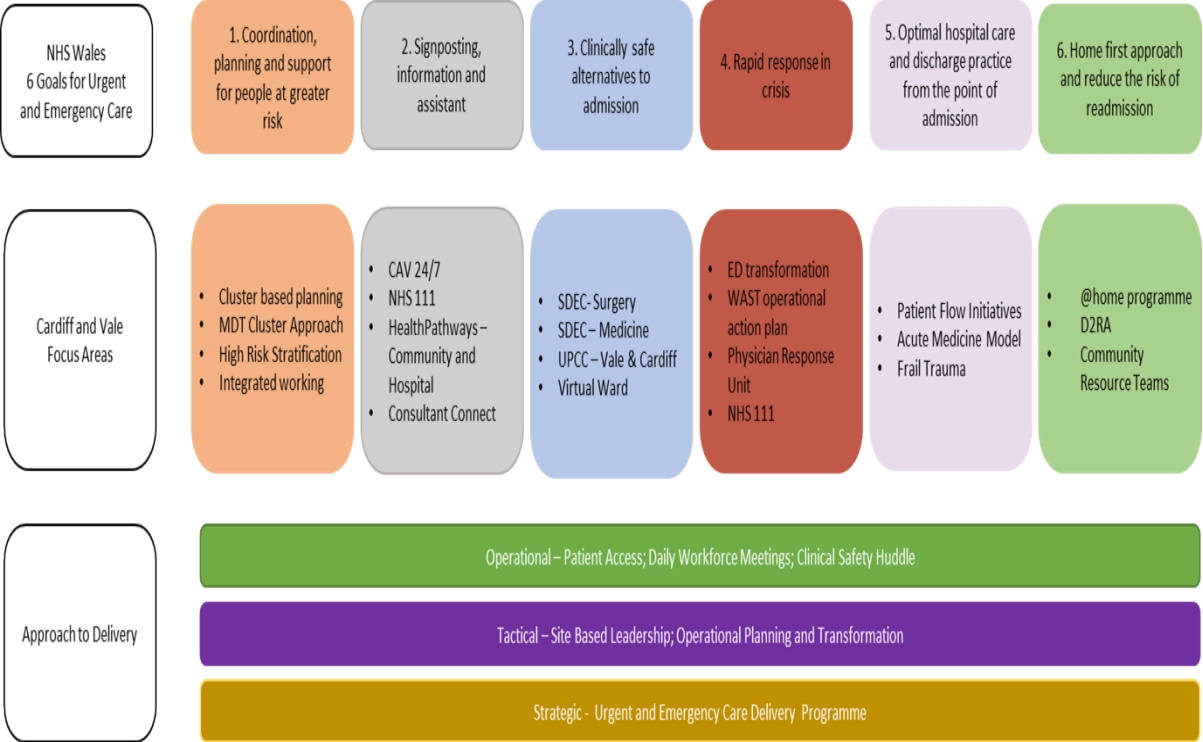 NHS Wales
6 Goals for Urgent
and Emergency Care
1. Coordination,
planning and support
for people at greater
risk
2. Signposting,
information and
assistant
3. Clinically safe
alternatives to
admission
4. Rapid response in
crisis
5. Optimal hospital care
and discharge practice
from the point of
admission
6. Home first approach
and reduce the risk of
readmission
Cardiff and Vale
Focus Areas
• Cluster based planning
• MDT Cluster Approach
• High Risk Stratification
• Integrated working
• CAV 24/7
• NHS 111
• HealthPathways –
Community and
Hospital
• Consultant Connect
• SDEC- Surgery
• SDEC – Medicine
• UPCC – Vale & Cardiff
• Virtual Ward
• ED transformation
• WAST operational
action plan
• Physician Response
Unit
• NHS 111
• Patient Flow Initiatives
• Acute Medicine Model
• Frail Trauma
• @home programme
• D2RA
• Community
Resource Teams
Approach to Delivery
Operational – Patient Access; Daily Workforce Meetings; Clinical Safety Huddle
Tactical – Site Based Leadership; Operational Planning and Transformation
Strategic - Urgent and Emergency Care Delivery Programme